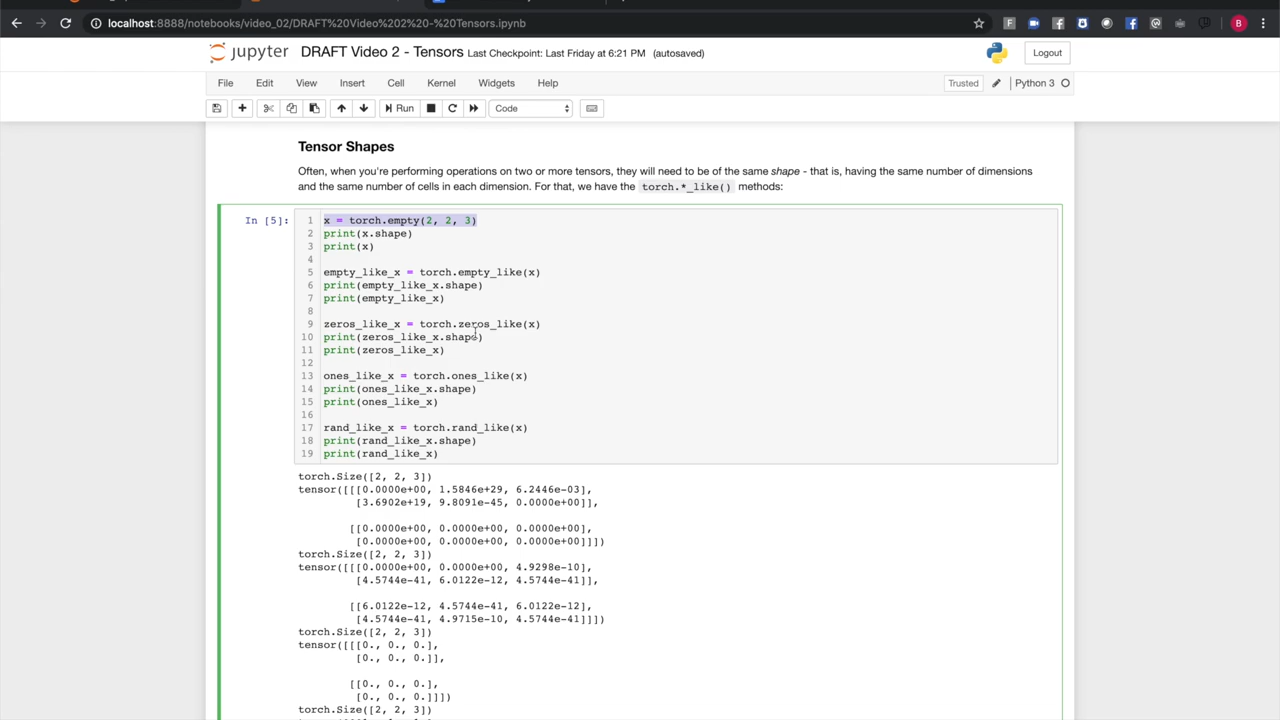 localhost:8888/notebooks/video_02/DRAFT%20Video%202%20-%20Tensors.ipynb
B
jupyter DRAFT Video 2 - Tensors Last Checkpoint: Last Friday at 6:21 PM (autosaved)
Logout
File Edit View Insert Cell Kernel Widgets Help
Trusted Python 3
Run Code
Tensor Shapes
Often, when you're performing operations on two or more tensors, they will need to be of the same shape - that is, having the same number of dimensions
and the same number of cells in each dimension. For that, we have the torch.*_like() methods:
In [5]:
1 x = torch.empty(2, 2, 3)
2 print(x.shape)
3 print(x)
4
5 empty_like_x = torch.empty_like(x)
6 print(empty_like_x.shape)
7 print(empty_like_x)
8
9 zeros_like_x = torch.zeros_like(x)
10 print(zeros_like_x.shape)
11 print(zeros_like_x)
12
13 ones_like_x = torch.ones_like(x)
14 print(ones_like_x.shape)
15 print(ones_like_x)
16
17 rand_like_x = torch.rand_like(x)
18 print(rand_like_x.shape)
19 print(rand_like_x)
torch.Size([2, 2, 3])
tensor([[[0.0000e+00, 1.5846e+29, 6.2446e-03],
[3.6902e+19, 9.8091e-45, 0.0000e+00]],
[[0.0000e+00, 0.0000e+00, 0.0000e+00],
[0.0000e+00, 0.0000e+00, 0.0000e+00]]])
torch.Size([2, 2, 3])
tensor([[[0.0000e+00, 0.0000e+00, 4.9298e-10],
[4.5744e-41, 6.0122e-12, 4.5744e-41]],
[[6.0122e-12, 4.5744e-41, 6.0122e-12],
[4.5744e-41, 4.9715e-10, 4.5744e-41]]])
torch.Size([2, 2, 3])
tensor([[[0., 0., 0.],
[0., 0., 0.]],
[[0., 0., 0.],
[0., 0., 0.]]])
torch.Size([2, 2, 3])